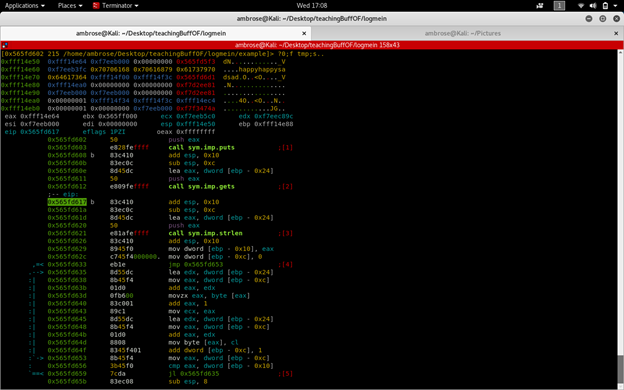 Applications Places Terminator Wed 17:08 1
ambrose@Kali: ~/Desktop/teachingBuffOF/logmein
ambrose@Kali: ~/Desktop/teachingBuffOF/logmein ambrose@Kali: ~/Pictures
ambrose@Kali: ~/Desktop/teachingBuffOF/logmein 158x43
[0x565fd602 215 /home/ambrose/Desktop/teachingBuffOF/logmein/example]> ?0;f tmp;s..
0xfff14e50 0xfff14e64 0xf7eeb000 0x00000000
0xfff14e60 0x70706168 0x70616879 0x61737970 happyhappysa
0xfff14e70 0x64617364 0xfff14f00 0xfff14f3c
0xfff14e80 0xfff14ea0 0x00000000 0x00000000
0xfff14e90 0xf7eeb000 0xf7eeb000 0x00000000
0xfff14ea0 0x00000001 0xfff14f34 0xfff14f3c 0xfff14ec4
0xfff14eb0 0x00000001 0x00000000 0xf7eeb000
eax 0xfff14e64 ebx 0x565ff000 ecx 0xf7eeb5c0 edx 0xf7eec89c
esi 0xf7eeb000 edi 0x00000000 esp 0xfff14e50 ebp 0xfff14e88
eip 0x565fd617 eflags 1PZI oeax 0xffffffff
0x565fd602 50 push eax
0x565fd603 e828feffff call sym.imp.puts ;[1]
0x565fd608 b 83c410 add esp, 0x10
0x565fd60b 83ec0c sub esp, 0xc
0x565fd60e 8d45dc lea eax, dword [ebp - 0x24]
0x565fd611 50 push eax
0x565fd612 e809feffff call sym.imp.gets ;[2]
;-- eip:
0x565fd617 b 83c410 add esp, 0x10
0x565fd61a 83ec0c sub esp, 0xc
0x565fd61d 8d45dc lea eax, dword [ebp - 0x24]
0x565fd620 50 push eax
0x565fd621 e81afeffff call sym.imp.strlen ;[3]
0x565fd626 83c410 add esp, 0x10
0x565fd629 8945f0 mov dword [ebp - 0x10], eax
0x565fd62c c745f4000000. mov dword [ebp - 0xc], 0
,=< 0x565fd633 eb1e jmp 0x565fd653 ;[4]
.--> 0x565fd635 8d55dc lea edx, dword [ebp - 0x24]
:| 0x565fd638 8b45f4 mov eax, dword [ebp - 0xc]
:| 0x565fd63b 01d0 add eax, edx
:| 0x565fd63d 0fb600 movzx eax, byte [eax]
:| 0x565fd640 83c001 add eax, 1
:| 0x565fd643 89c1 mov ecx, eax
:| 0x565fd645 8d55dc lea edx, dword [ebp - 0x24]
:| 0x565fd648 8b45f4 mov eax, dword [ebp - 0xc]
:| 0x565fd64b 01d0 add eax, edx
:| 0x565fd64d 8808 mov byte [eax], cl
:| 0x565fd64f 8345f401 add dword [ebp - 0xc], 1
:`-> 0x565fd653 8b45f4 mov eax, dword [ebp - 0xc]
: 0x565fd656 3b45f0 cmp eax, dword [ebp - 0x10]
`==< 0x565fd659 7cda jl 0x565fd635 ;[5]
0x565fd65b 83ec08 sub esp, 8